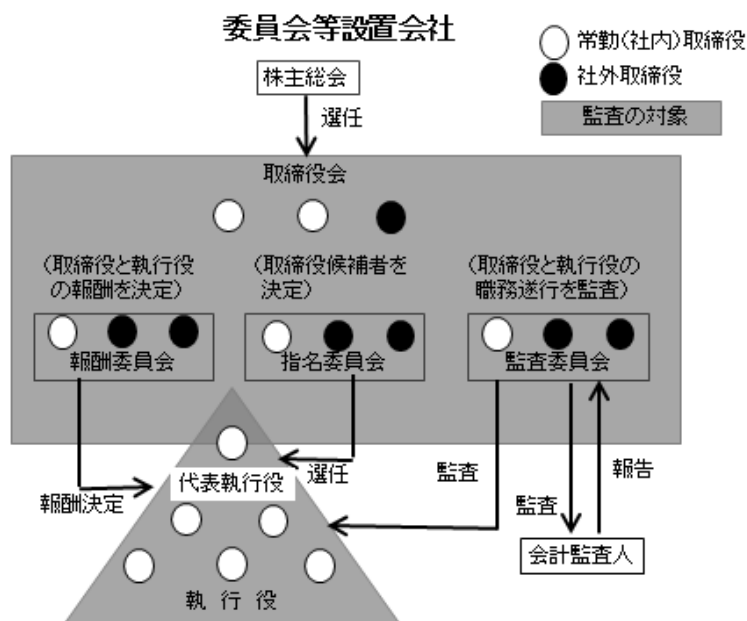 委員会等設置会社
常勤(社内)取締役
社外取締役
監査の対象
株主総会
選任
取締役会
(取締役と執行役
の報酬を決定)
(取締役候補者を
決定)
(取締役と執行役の
職務遂行を監査)
報酬委員会
指名委員会
監査委員会
報酬決定
代表執行役
選任
監査
監査
報告
会計監査人
執 行 役